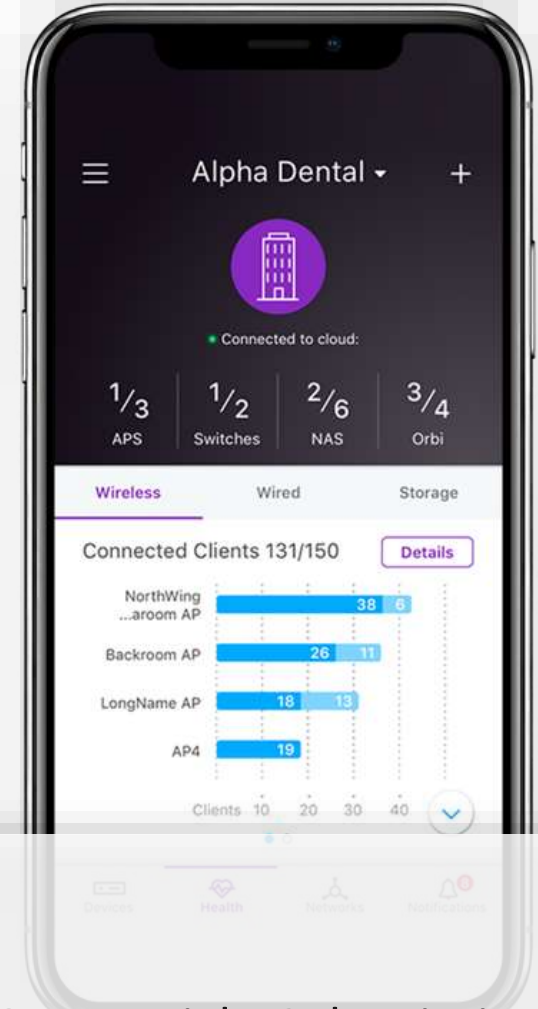 Alpha Dental
Connected to cloud:
1/3 1/2 2/6 3/4
APS Switches NAS Orbi
Wireless Wired Storage
Connected Clients 131/150 Details
NorthWing
...aroom AP
38 6
Backroom AP 26 11
LongName AP 18 13
AP4 19
Clients 10 20 30 40
Devices Health Networks Notifications